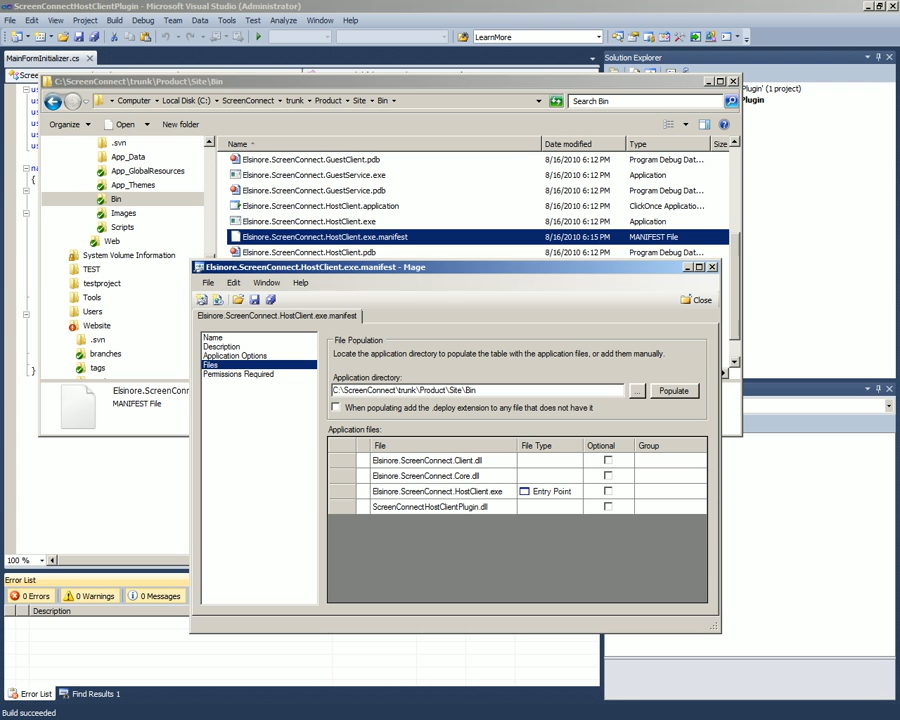 ScreenConnectHostClientPlugin - Microsoft Visual Studio (Administrator)
File Edit View Project Build Debug Team Data Tools Test Analyze Window Help
LearnMore
MainFormInitializer.cs
Solution Explorer
Scree
C:\ScreenConnect\trunk\Product\Site\Bin
Plugin' (1 project)
Plugin
Computer Local Disk (C:) ScreenConnect trunk Product Site Bin
Search Bin
Organize Open New folder
Name Date modified Type Size
.svn
App_Data
App_GlobalResources
App_Themes
Bin
Images
Scripts
Web
System Volume Information
TEST
testproject
Tools
Users
Website
.svn
branches
tags
Elsinore.ScreenConnect.GuestClient.pdb 8/16/2010 6:12 PM Program Debug Dat...
Elsinore.ScreenConnect.GuestService.exe 8/16/2010 6:12 PM Application
Elsinore.ScreenConnect.GuestService.pdb 8/16/2010 6:12 PM Program Debug Dat...
Elsinore.ScreenConnect.HostClient.application 8/16/2010 6:12 PM ClickOnce Applicatio...
Elsinore.ScreenConnect.HostClient.exe 8/16/2010 6:12 PM Application
Elsinore.ScreenConnect.HostClient.exe.manifest 8/16/2010 6:15 PM MANIFEST File
Elsinore.ScreenConnect.HostClient.pdb 8/16/2010 6:12 PM Program Debug Dat...
Elsinore.ScreenConn
MANIFEST File
Elsinore.ScreenConnect.HostClient.exe.manifest - Mage
File Edit Window Help
Close
Elsinore.ScreenConnect.HostClient.exe.manifest
Name
Description
Application Options
Files
Permissions Required
File Population
Locate the application directory to populate the table with the application files, or add them manually.
Application directory:
C:\ScreenConnect\trunk\Product\Site\Bin
...
Populate
When populating add the .deploy extension to any file that does not have it
Application files:
File File Type Optional Group
Elsinore.ScreenConnect.Client.dll
Elsinore.ScreenConnect.Core.dll
Elsinore.ScreenConnect.HostClient.exe Entry Point
ScreenConnectHostClientPlugin.dll
100 %
Error List
0 Errors 0 Warnings 0 Messages
Description
Error List Find Results 1
Build succeeded